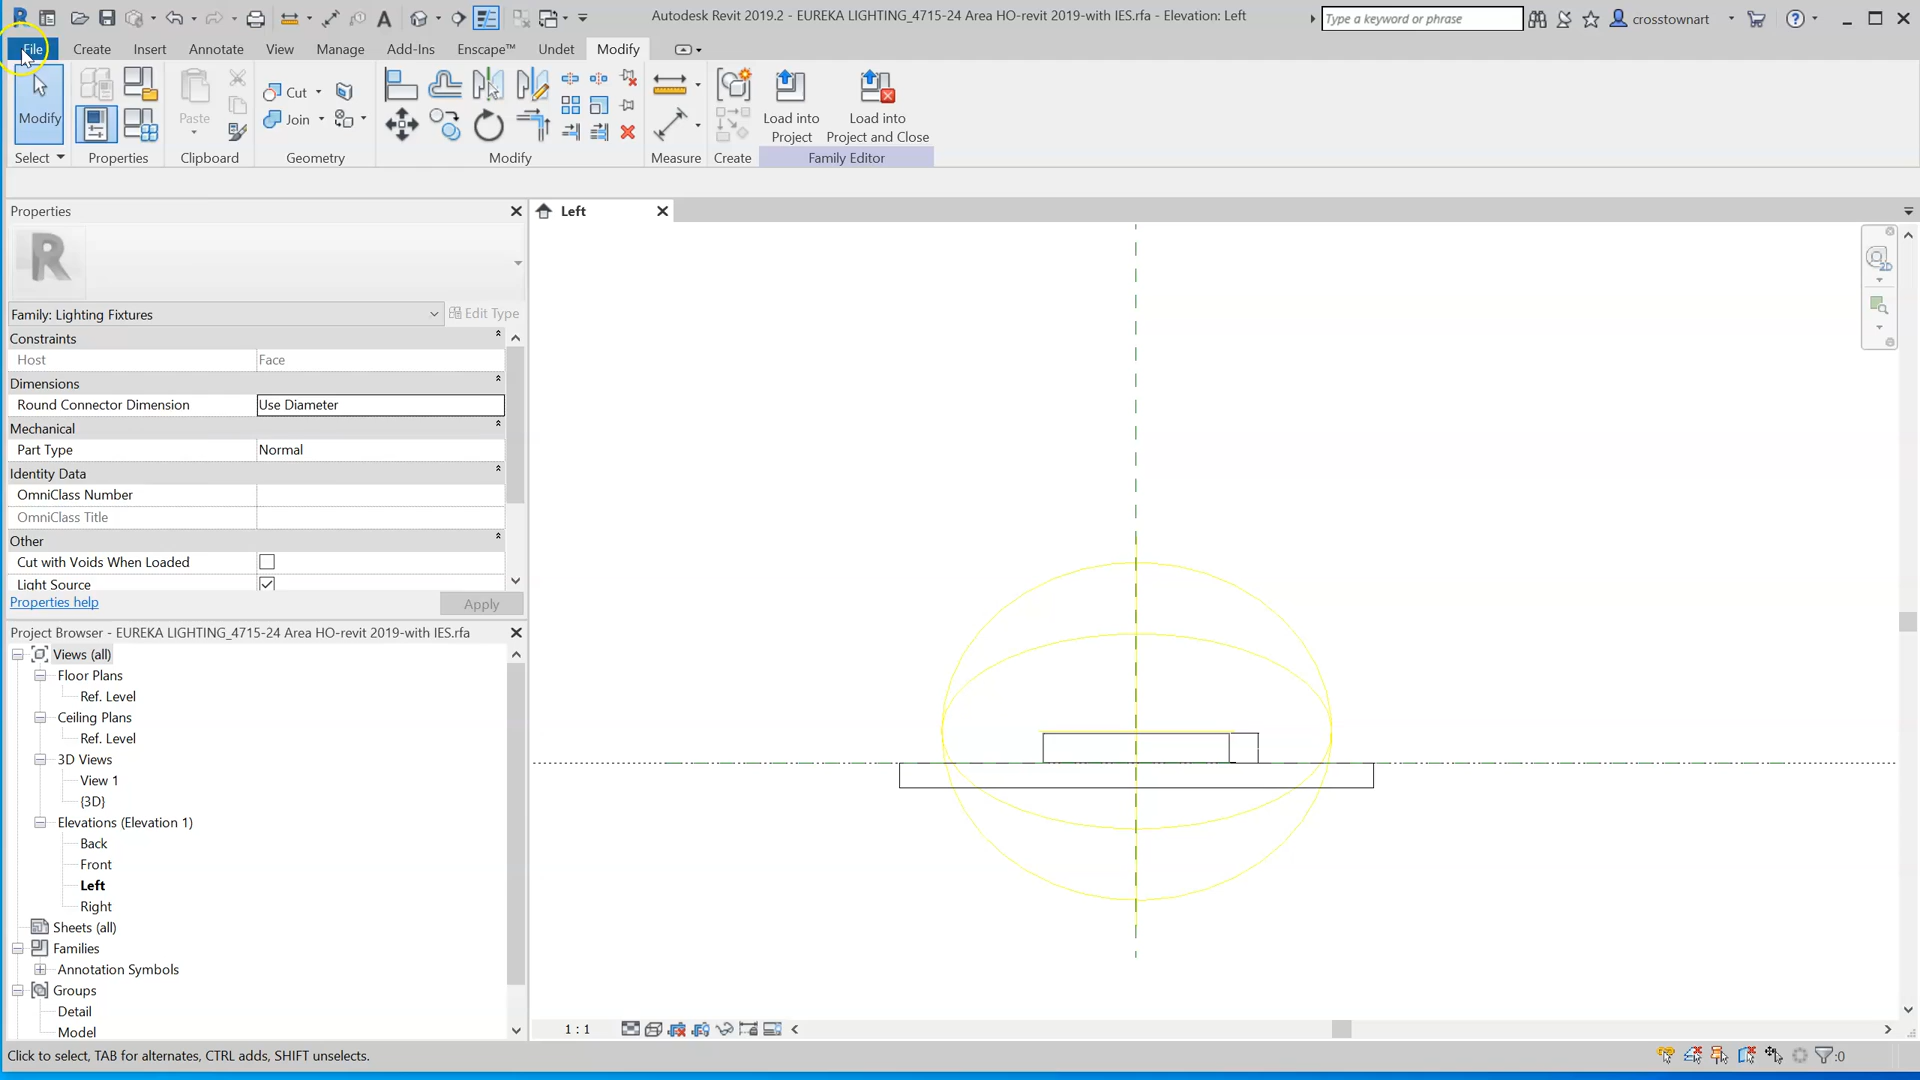 Autodesk Revit 2019.2 - EUREKA LIGHTING_4715-24 Area HO-revit 2019-with IES.rfa - Elevation: Left
Type a keyword or phrase
crosstownart
File Create Insert Annotate View Manage Add-Ins Enscape™ Undet Modify
Modify
Paste
Cut
Join
Load into
Project
Load into
Project and Close
Select
Properties
Clipboard
Geometry
Modify
Measure
Create
Family Editor
Properties
Left
R
Family: Lighting Fixtures
Edit Type
Constraints
Host Face
Dimensions
Round Connector Dimension Use Diameter
Mechanical
Part Type Normal
Identity Data
OmniClass Number
OmniClass Title
Other
Cut with Voids When Loaded
Light Source
Properties help
Apply
Project Browser - EUREKA LIGHTING_4715-24 Area HO-revit 2019-with IES.rfa
Views (all)
Floor Plans
Ref. Level
Ceiling Plans
Ref. Level
3D Views
View 1
{3D}
Elevations (Elevation 1)
Back
Front
Left
Right
Sheets (all)
Families
Annotation Symbols
Groups
Detail
Model
1 : 1
Click to select, TAB for alternates, CTRL adds, SHIFT unselects.
:0